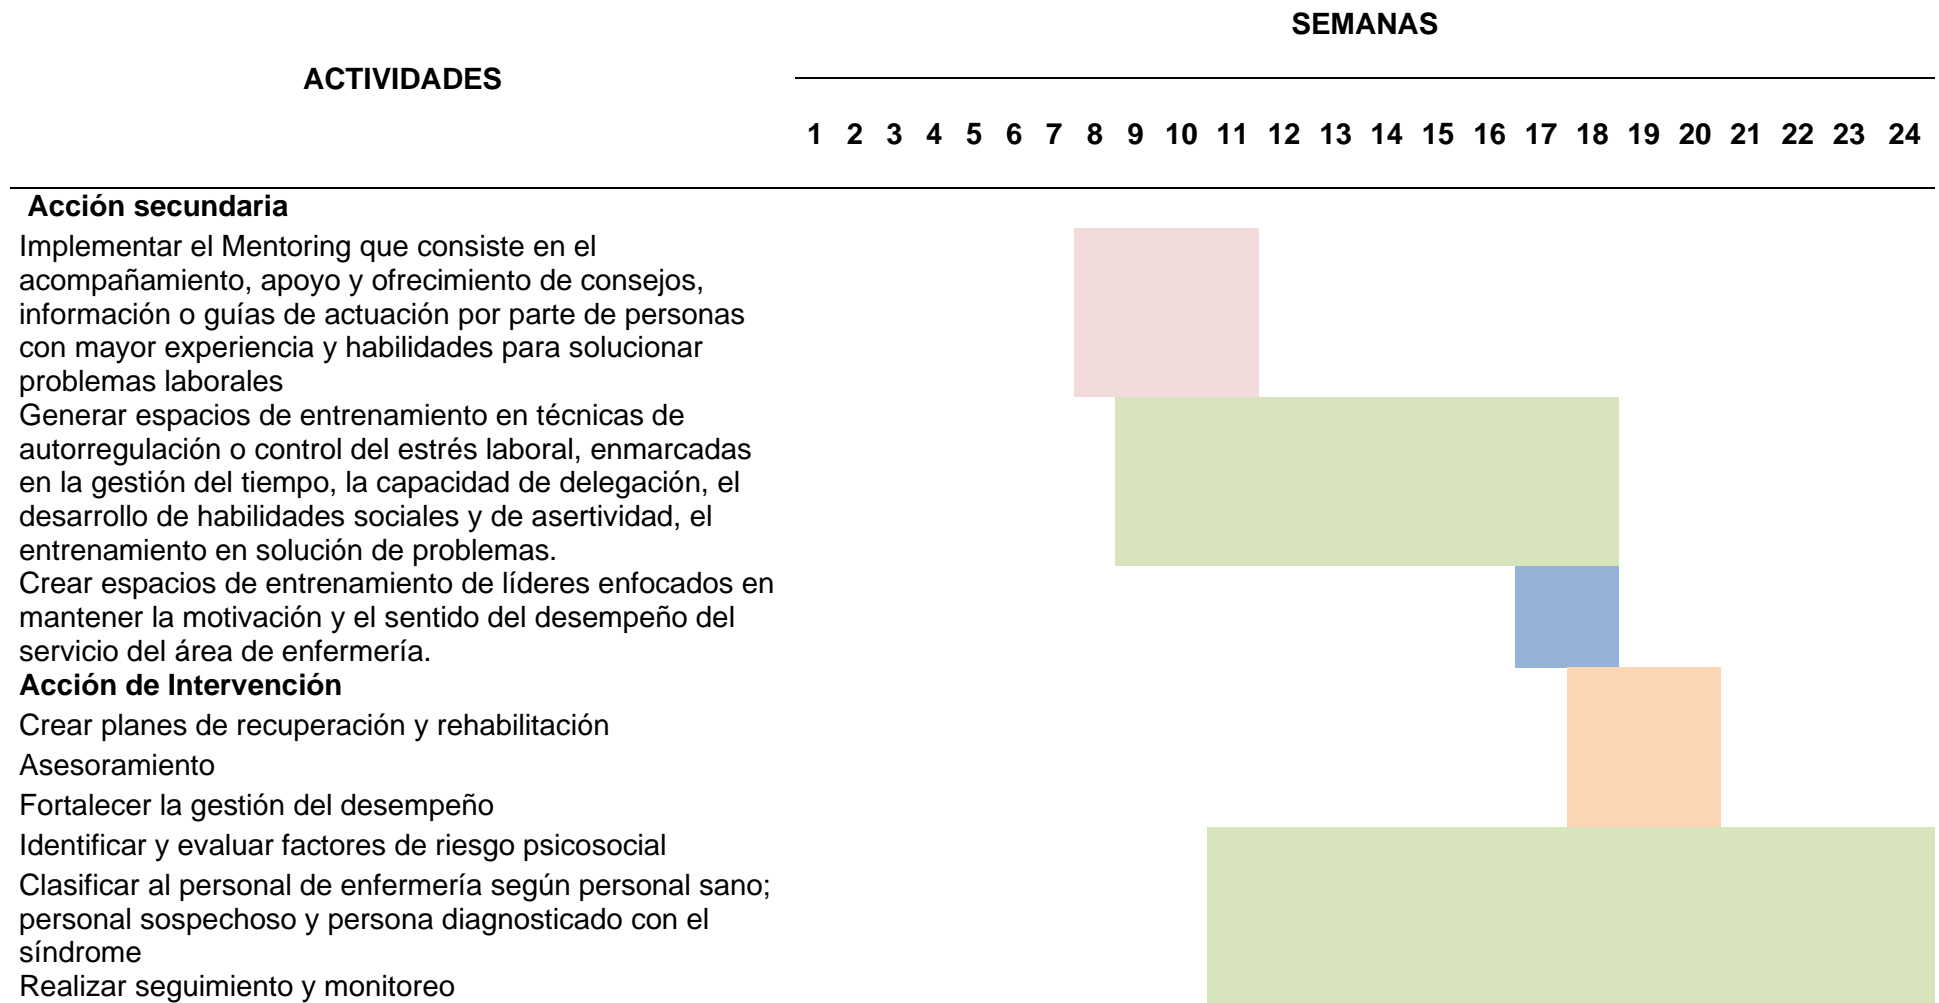 SEMANAS
ACTIVIDADES
1 2 3 4 5 6 7 8 9 10 11 12 13 14 15 16 17 18 19 20 21 22 23 24
Acción secundaria
Implementar el Mentoring que consiste en el
acompañamiento, apoyo y ofrecimiento de consejos,
información o guías de actuación por parte de personas
con mayor experiencia y habilidades para solucionar
problemas laborales
Generar espacios de entrenamiento en técnicas de
autorregulación o control del estrés laboral, enmarcadas
en la gestión del tiempo, la capacidad de delegación, el
desarrollo de habilidades sociales y de asertividad, el
entrenamiento en solución de problemas.
Crear espacios de entrenamiento de líderes enfocados en
mantener la motivación y el sentido del desempeño del
servicio del área de enfermería.
Acción de Intervención
Crear planes de recuperación y rehabilitación
Asesoramiento
Fortalecer la gestión del desempeño
Identificar y evaluar factores de riesgo psicosocial
Clasificar al personal de enfermería según personal sano;
personal sospechoso y persona diagnosticado con el
síndrome
Realizar seguimiento y monitoreo